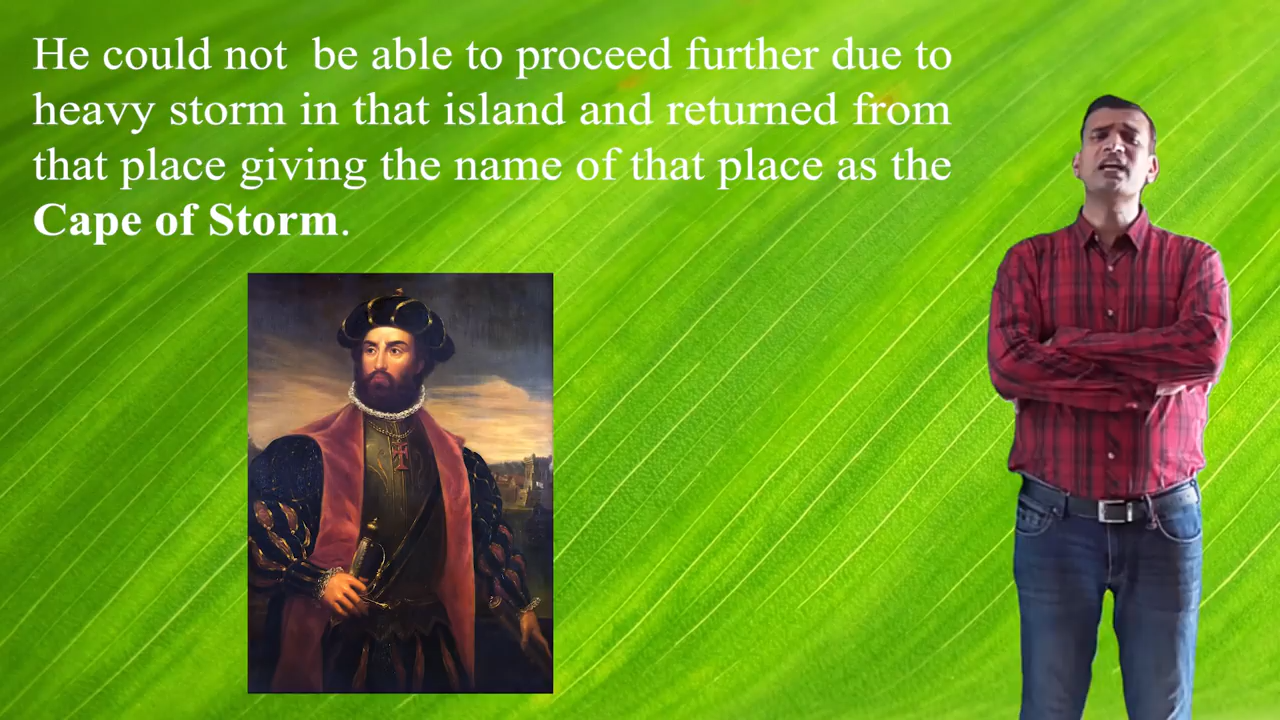 He could not  be able to proceed further due to
heavy storm in that island and returned from
that place giving the name of that place as the
Cape of Storm.